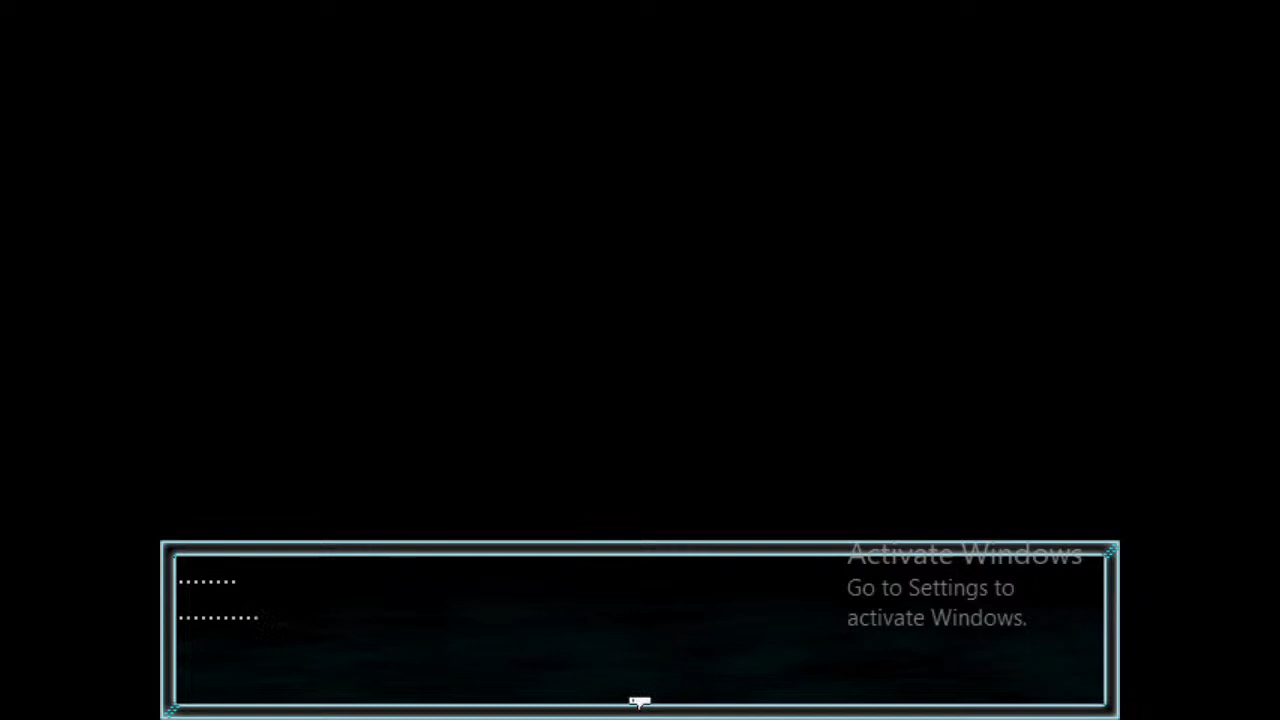 ........
...........
Activate Windows
Go to Settings to
activate Windows.